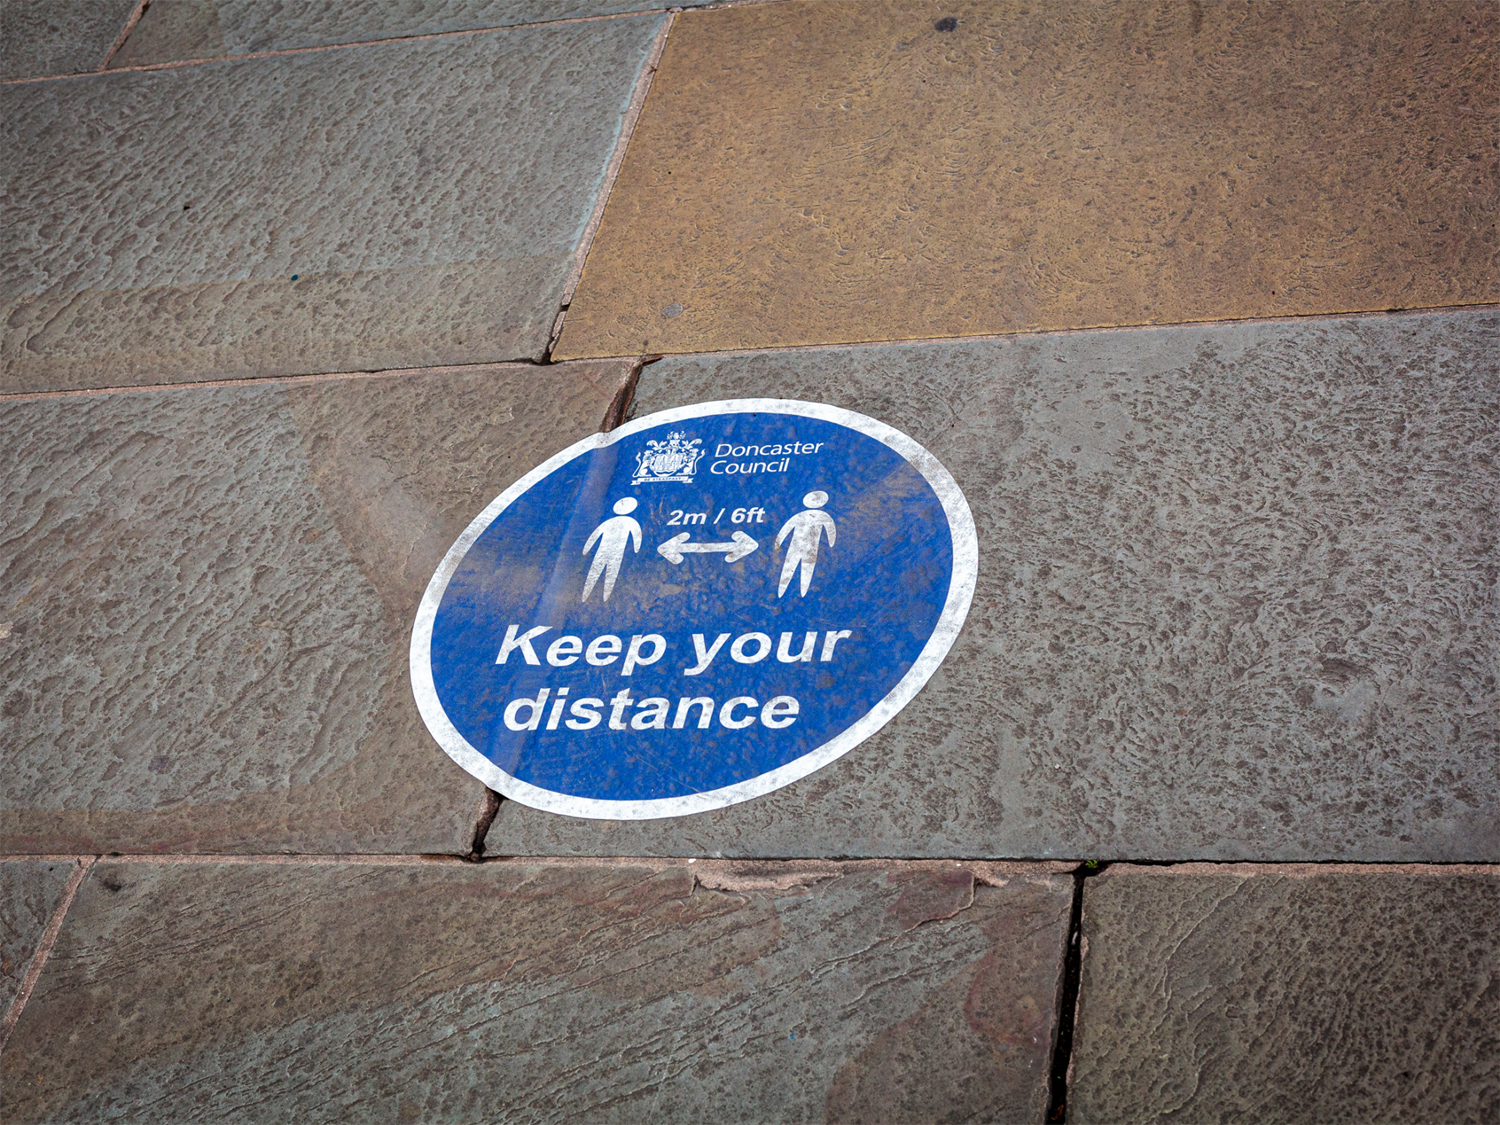 Doncaster
Council
2m / 6ft
Keep your
distance